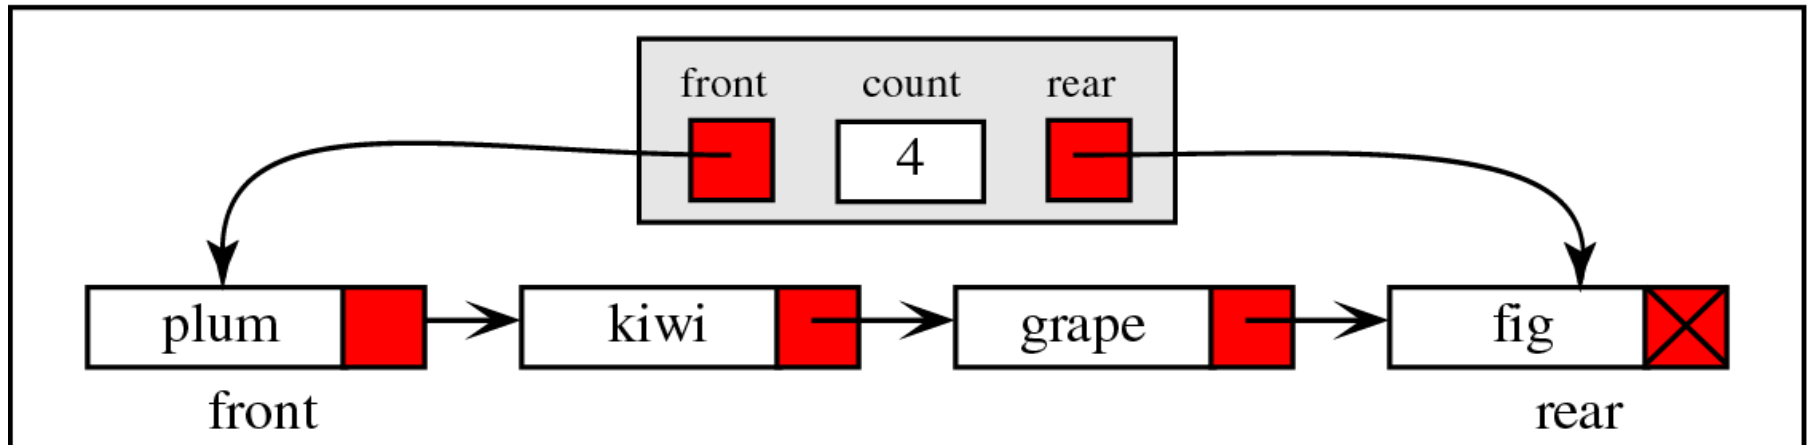 front count rear
4
plum kiwi grape fig
front rear